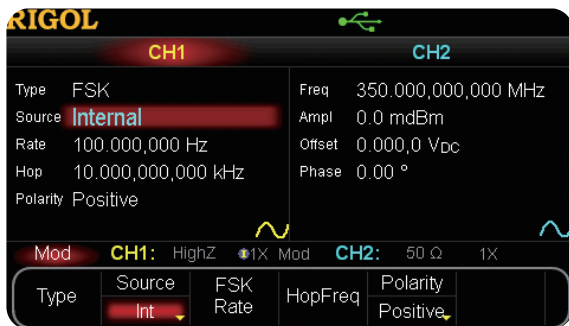 RIGOL
CH1 CH2
Type FSK
Source Internal
Rate 100.000,000 Hz
Hop 10.000,000,000 kHz
Polarity Positive
Freq 350.000,000,000 MHz
Ampl 0.0 mdBm
Offset 0.000,0 VDC
Phase 0.00 °
Mod CH1: HighZ 1X Mod CH2: 50 Ω 1X
Type
Source
Int
FSK
Rate
HopFreq
Polarity
Positive